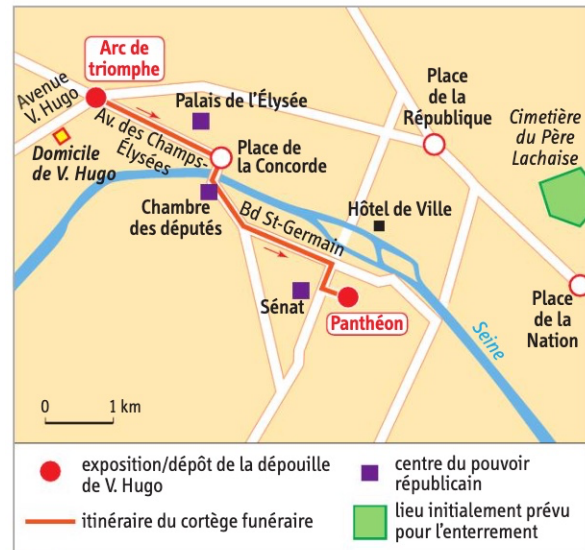 Arc de
triomphe
Avenue
V. Hugo
Palais de l'Élysée
Place
de la
République
Cimetière
du Père
Lachaise
Av. des Champs-
Élysées
Domicile
de V. Hugo
Place de
la Concorde
Chambre
des députés
Bd St-Germain
Hôtel de Ville
Sénat
Panthéon
Seine
Place
de la
Nation
0 1 km
exposition/dépôt de la dépouille
de V. Hugo
itinéraire du cortège funéraire
centre du pouvoir
républicain
lieu initialement prévu
pour l'enterrement